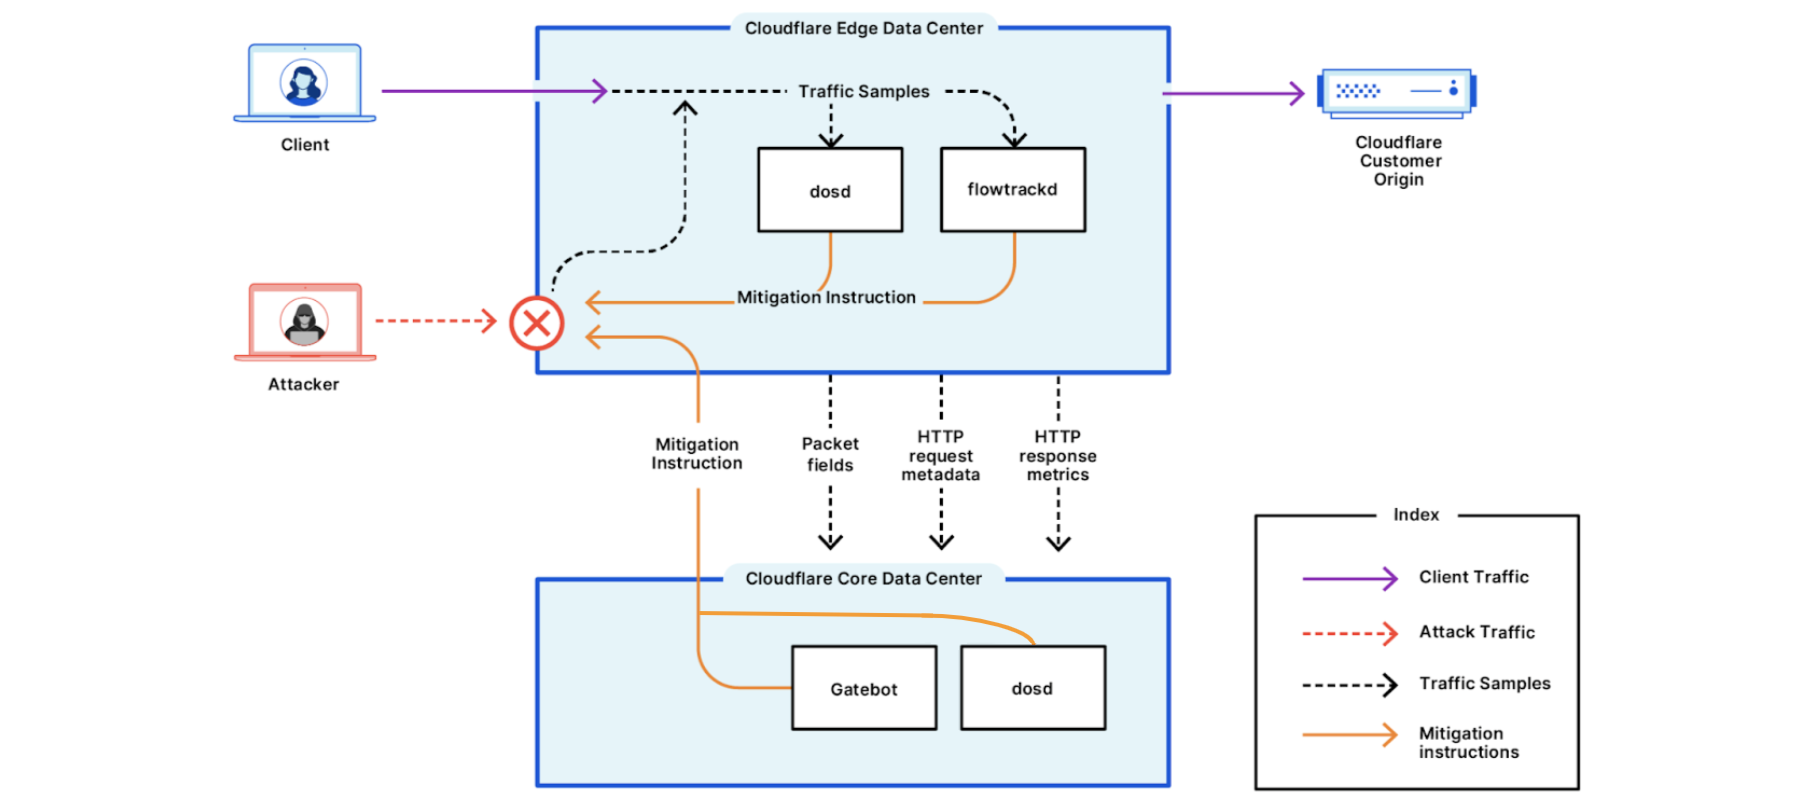 Cloudflare Edge Data Center
Client
Traffic Samples
Cloudflare
Customer
Origin
dosd
flowtrackd
Mitigation Instruction
Attacker
Mitigation
Instruction
Packet
fields
HTTP
request
metadata
HTTP
response
metrics
Cloudflare Core Data Center
Gatebot
dosd
Index
Client Traffic
Attack Traffic
Traffic Samples
Mitigation
instructions